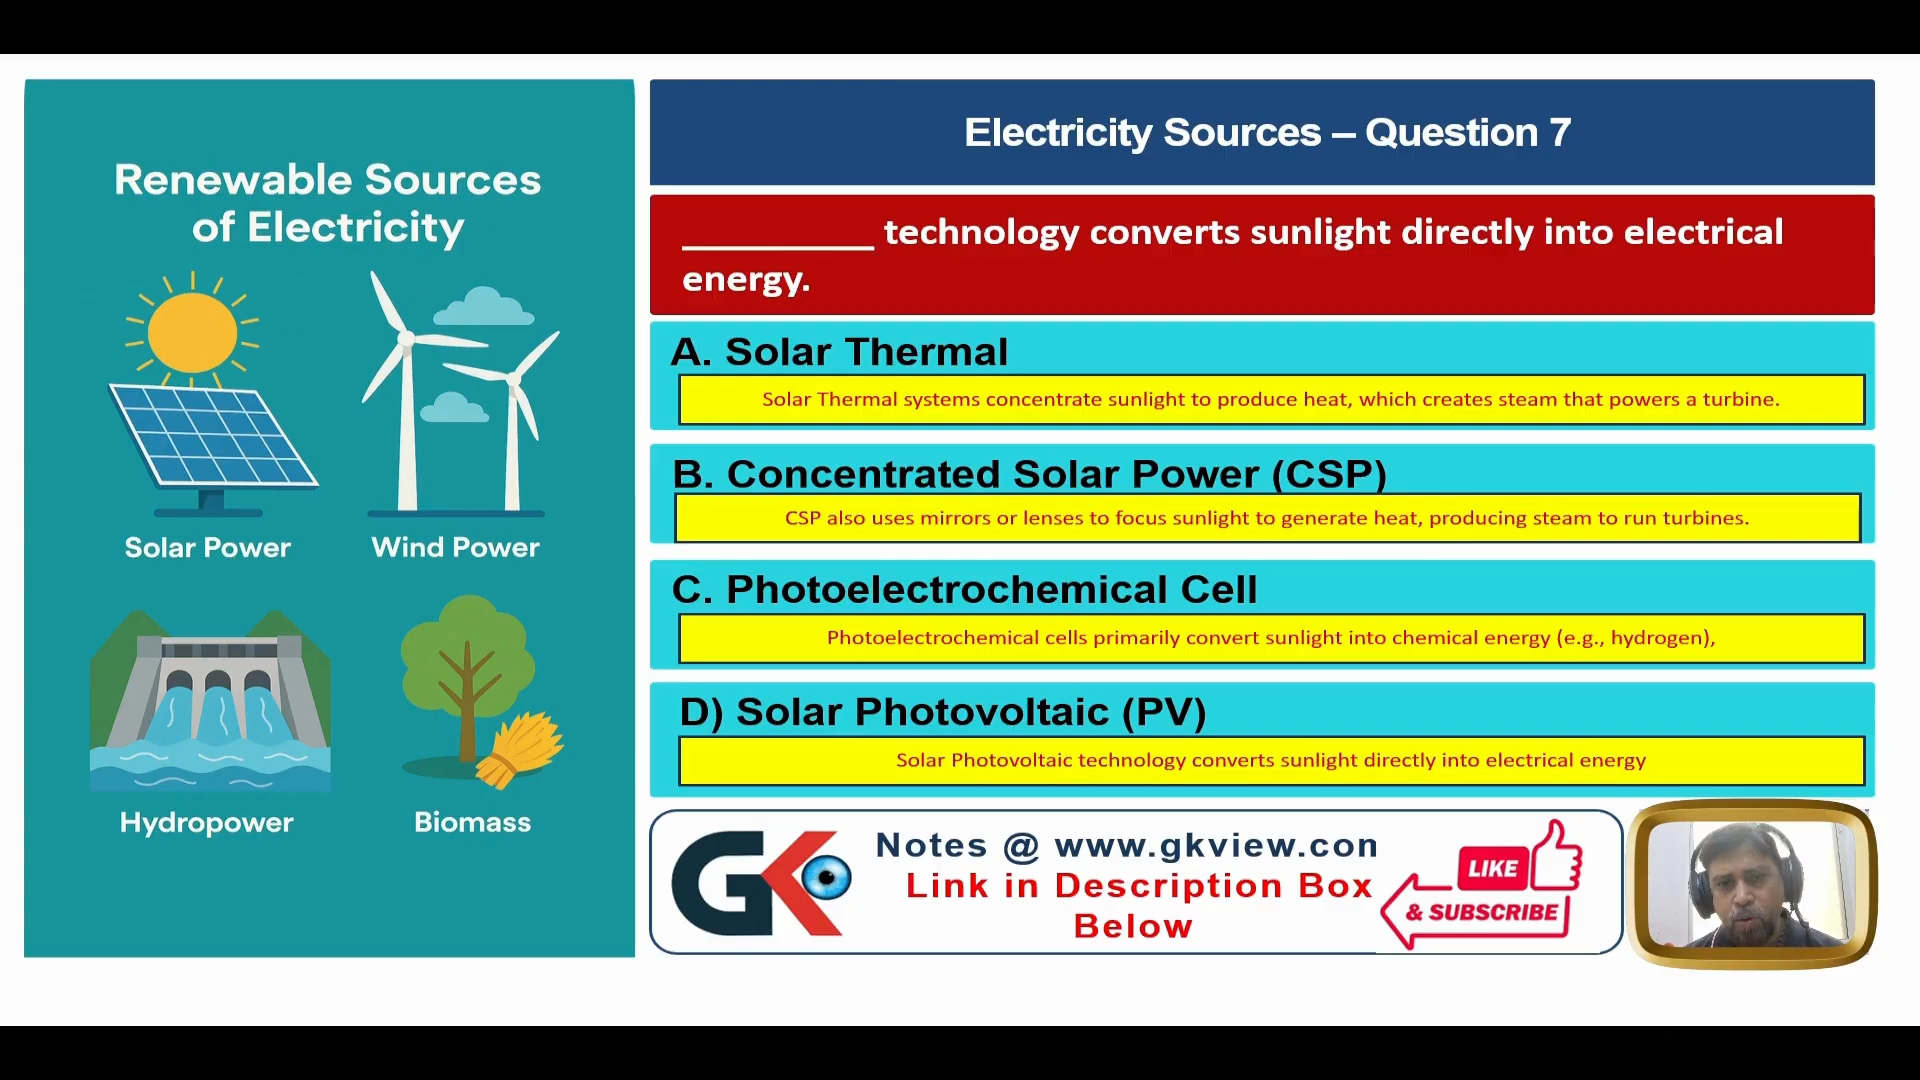 Renewable Sources
of Electricity
Solar Power
Wind Power
Hydropower
Biomass
Electricity Sources – Question 7
__________ technology converts sunlight directly into electrical
energy.
A. Solar Thermal
Solar Thermal systems concentrate sunlight to produce heat, which creates steam that powers a turbine.
B. Concentrated Solar Power (CSP)
CSP also uses mirrors or lenses to focus sunlight to generate heat, producing steam to run turbines.
C. Photoelectrochemical Cell
Photoelectrochemical cells primarily convert sunlight into chemical energy (e.g., hydrogen),
D) Solar Photovoltaic (PV)
Solar Photovoltaic technology converts sunlight directly into electrical energy
GK
Notes @ www.gkview.con
Link in Description Box
Below
LIKE
& SUBSCRIBE